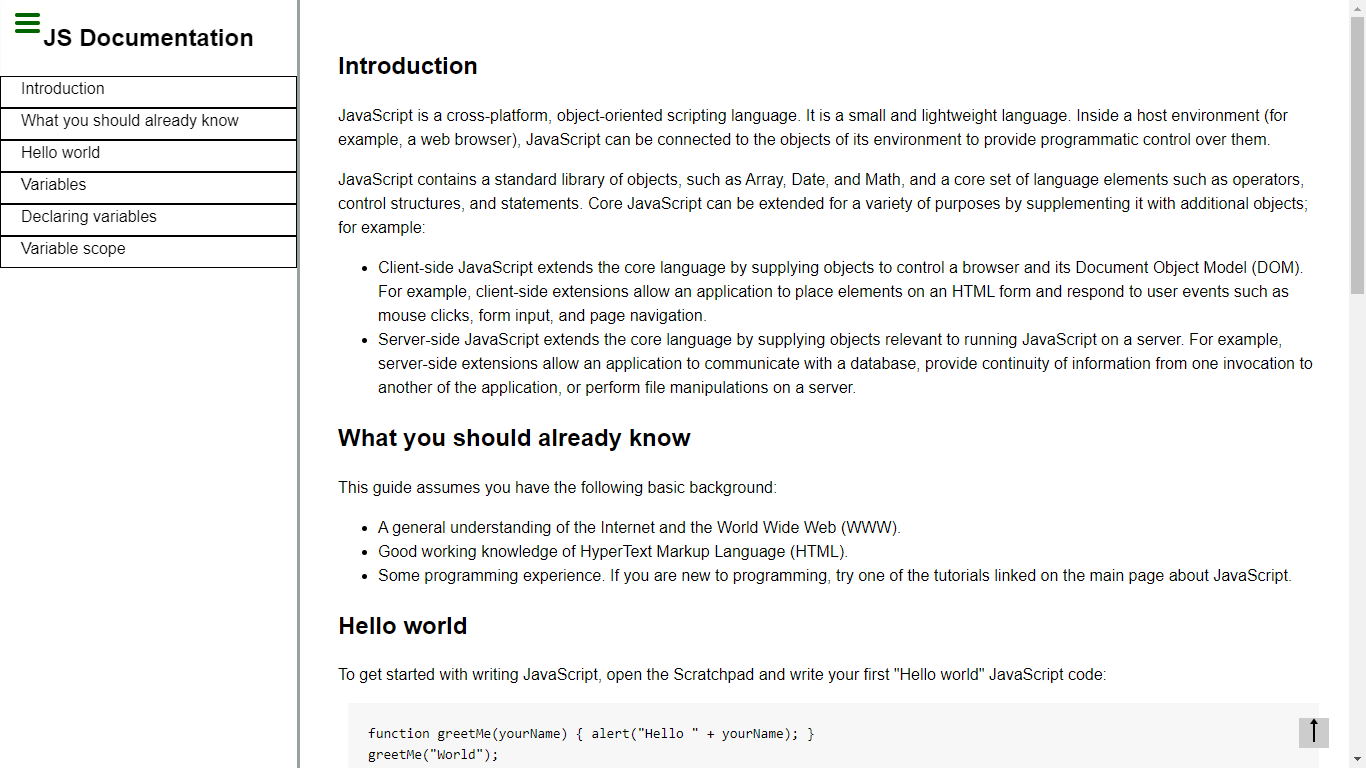 JS Documentation
Introduction
What you should already know
Hello world
Variables
Declaring variables
Variable scope
Introduction
JavaScript is a cross-platform, object-oriented scripting language. It is a small and lightweight language. Inside a host environment (for
example, a web browser), JavaScript can be connected to the objects of its environment to provide programmatic control over them.
JavaScript contains a standard library of objects, such as Array, Date, and Math, and a core set of language elements such as operators,
control structures, and statements. Core JavaScript can be extended for a variety of purposes by supplementing it with additional objects;
for example:
• Client-side JavaScript extends the core language by supplying objects to control a browser and its Document Object Model (DOM).
For example, client-side extensions allow an application to place elements on an HTML form and respond to user events such as
mouse clicks, form input, and page navigation.
• Server-side JavaScript extends the core language by supplying objects relevant to running JavaScript on a server. For example,
server-side extensions allow an application to communicate with a database, provide continuity of information from one invocation to
another of the application, or perform file manipulations on a server.
What you should already know
This guide assumes you have the following basic background:
• A general understanding of the Internet and the World Wide Web (WWW).
• Good working knowledge of HyperText Markup Language (HTML).
• Some programming experience. If you are new to programming, try one of the tutorials linked on the main page about JavaScript.
Hello world
To get started with writing JavaScript, open the Scratchpad and write your first "Hello world" JavaScript code:
function greetMe(yourName) { alert("Hello " + yourName); }
greetMe("World");